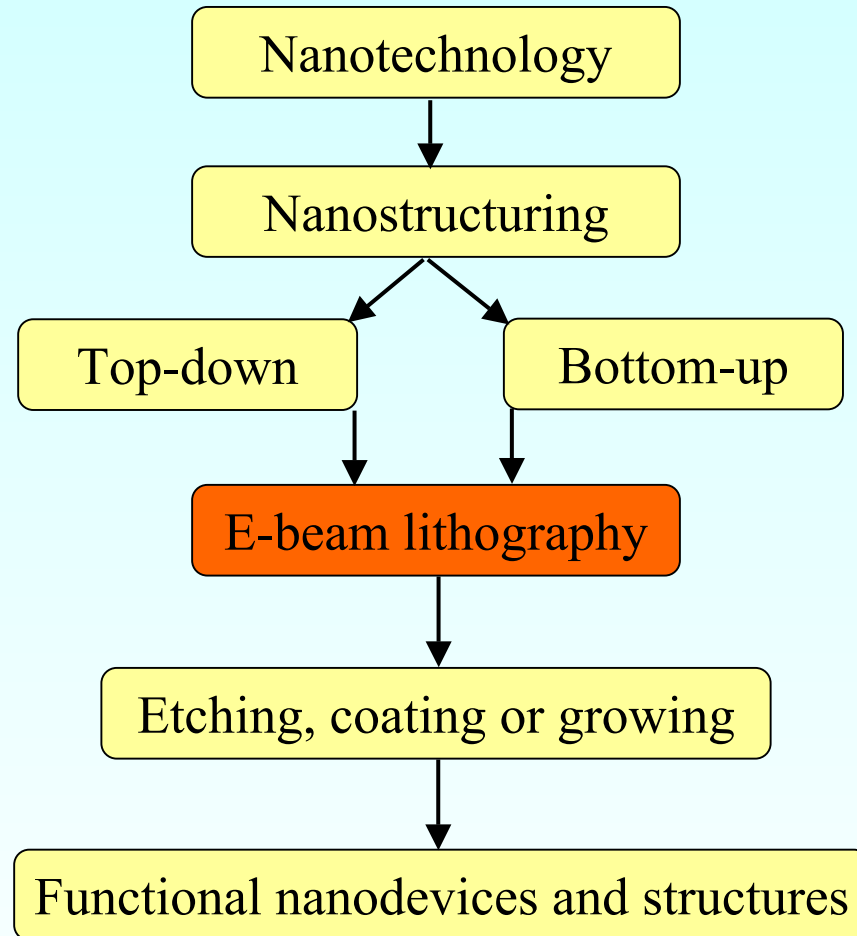 Nanotechnology
Nanostructuring
Top-down
Bottom-up
E-beam lithography
Etching, coating or growing
Functional nanodevices and structures